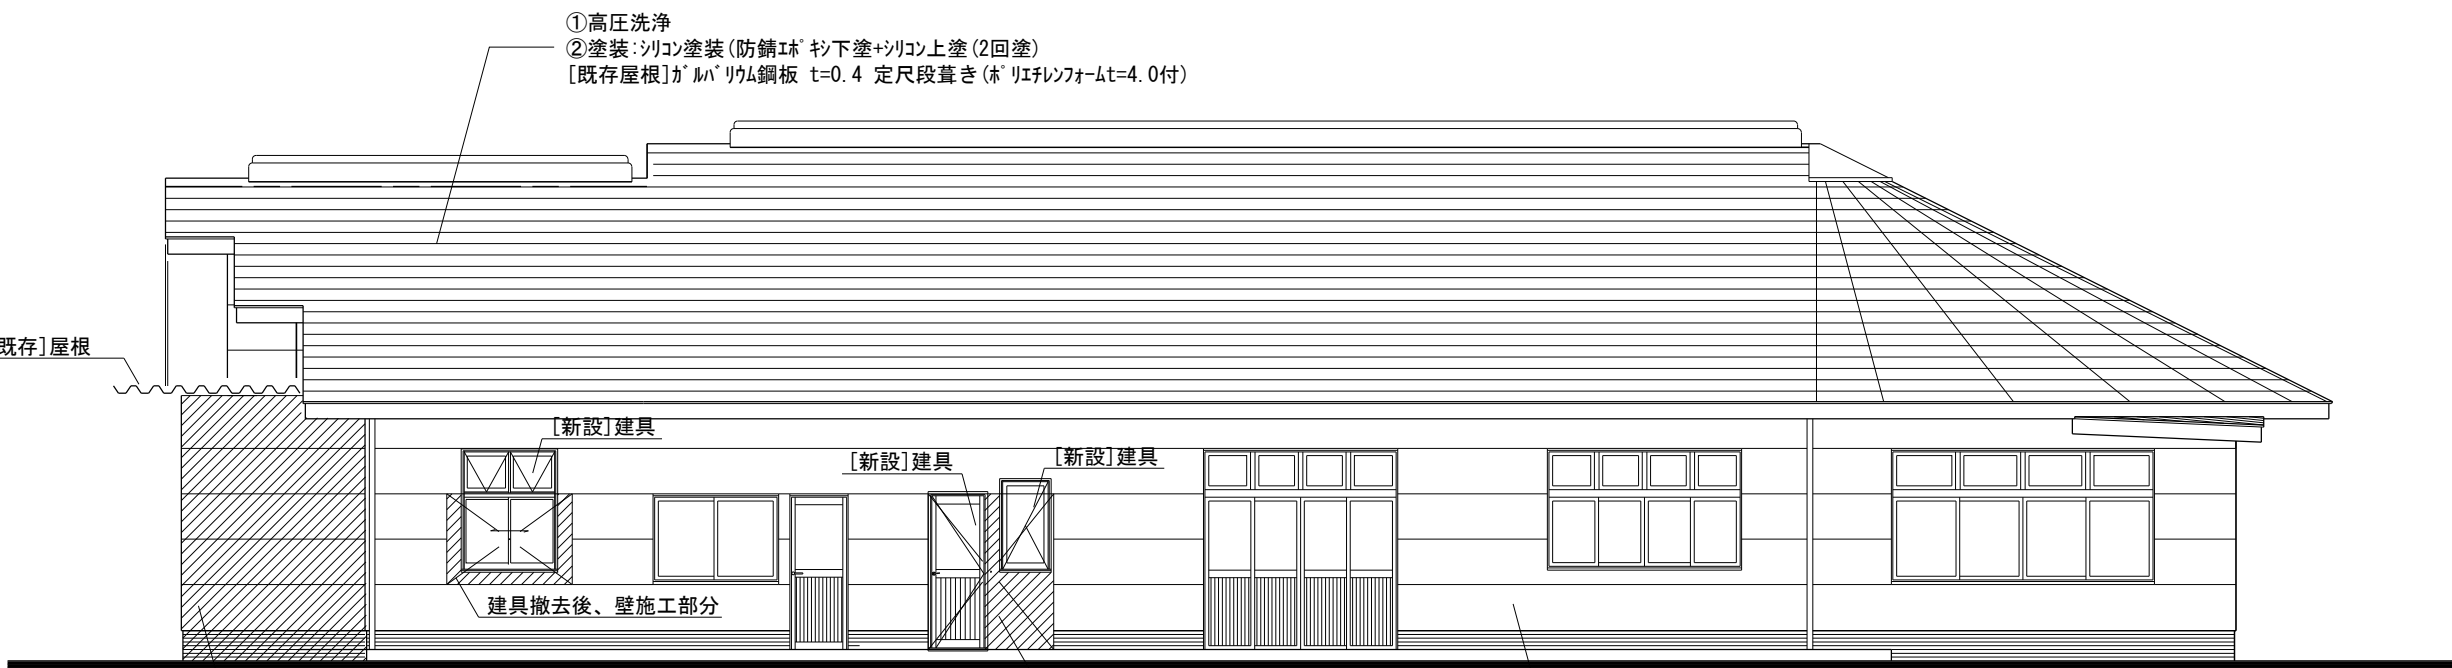 ①高圧洗浄
②塗装:ｼﾘｺﾝ塗装(防錆ｴﾎﾟｷｼ下塗+ｼﾘｺﾝ上塗(2回塗)
[既存屋根]ｶﾞﾙﾊﾞﾘｳﾑ鋼板 t=0.4 定尺段葺き(ﾎﾟﾘｴﾁﾚﾝﾌｫｰﾑt=4.0付)
既存]屋根
[新設]建具
[新設]建具
[新設]建具
建具撤去後、壁施工部分